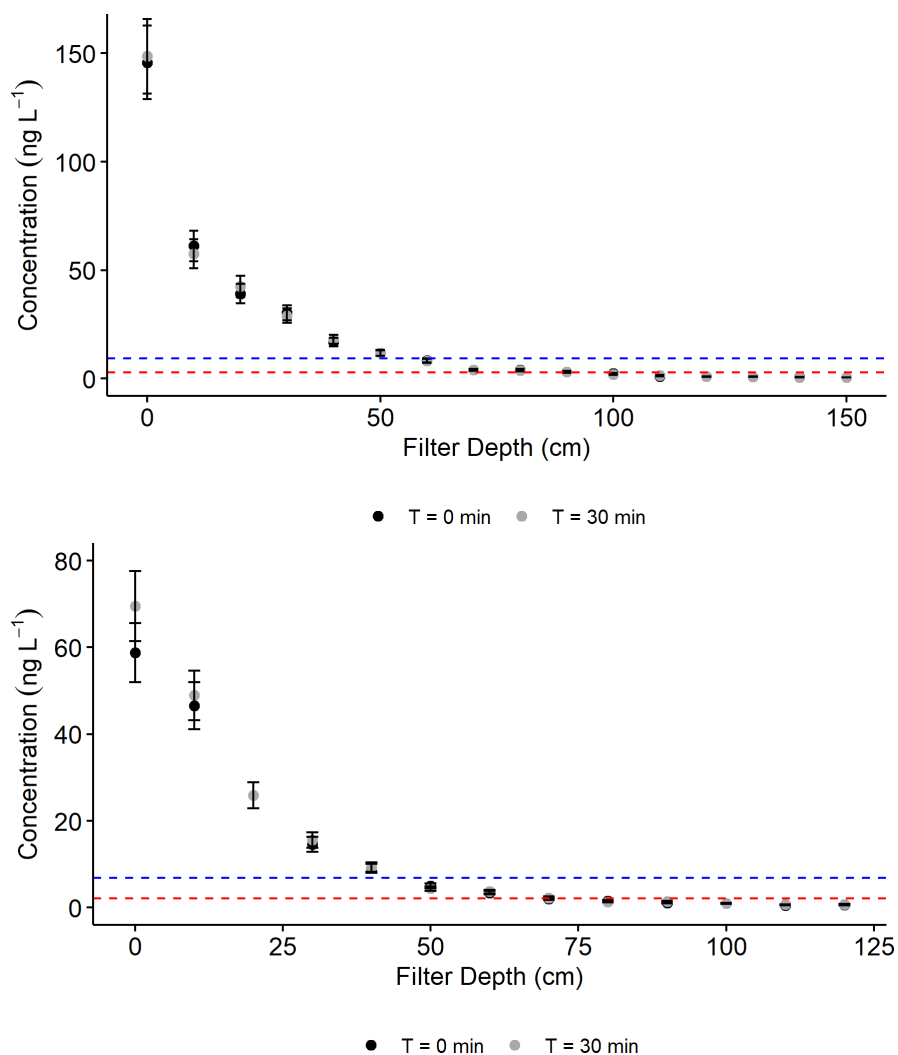 Concentration (ng L⁻¹)
150
100
50
0
0 50 100 150
Filter Depth (cm)
T = 0 min T = 30 min
Concentration (ng L⁻¹)
80
60
40
20
0
0 25 50 75 100 125
Filter Depth (cm)
T = 0 min T = 30 min